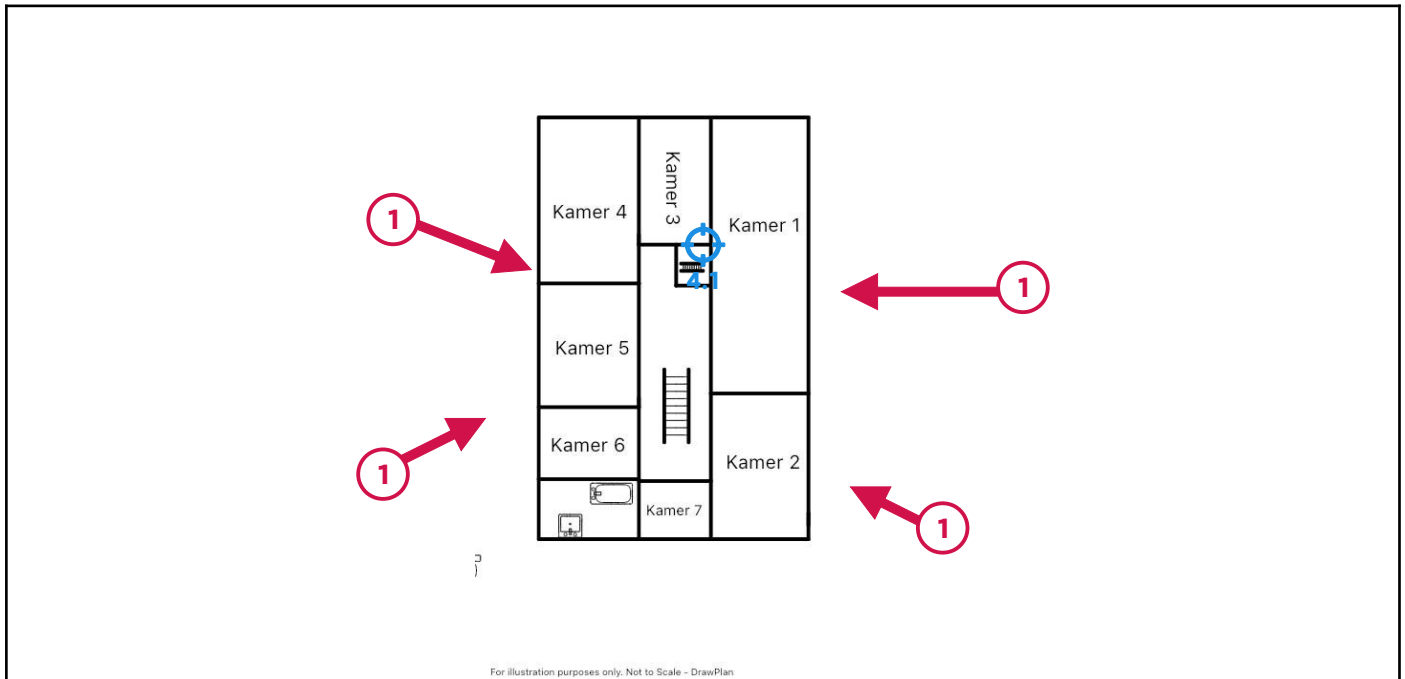 Kamer 4
Kamer 3
Kamer 1
1
1
4.1
Kamer 5
Kamer 6
Kamer 2
1
Kamer 7
1
For illustration purposes only. Not to Scale - DrawPlan